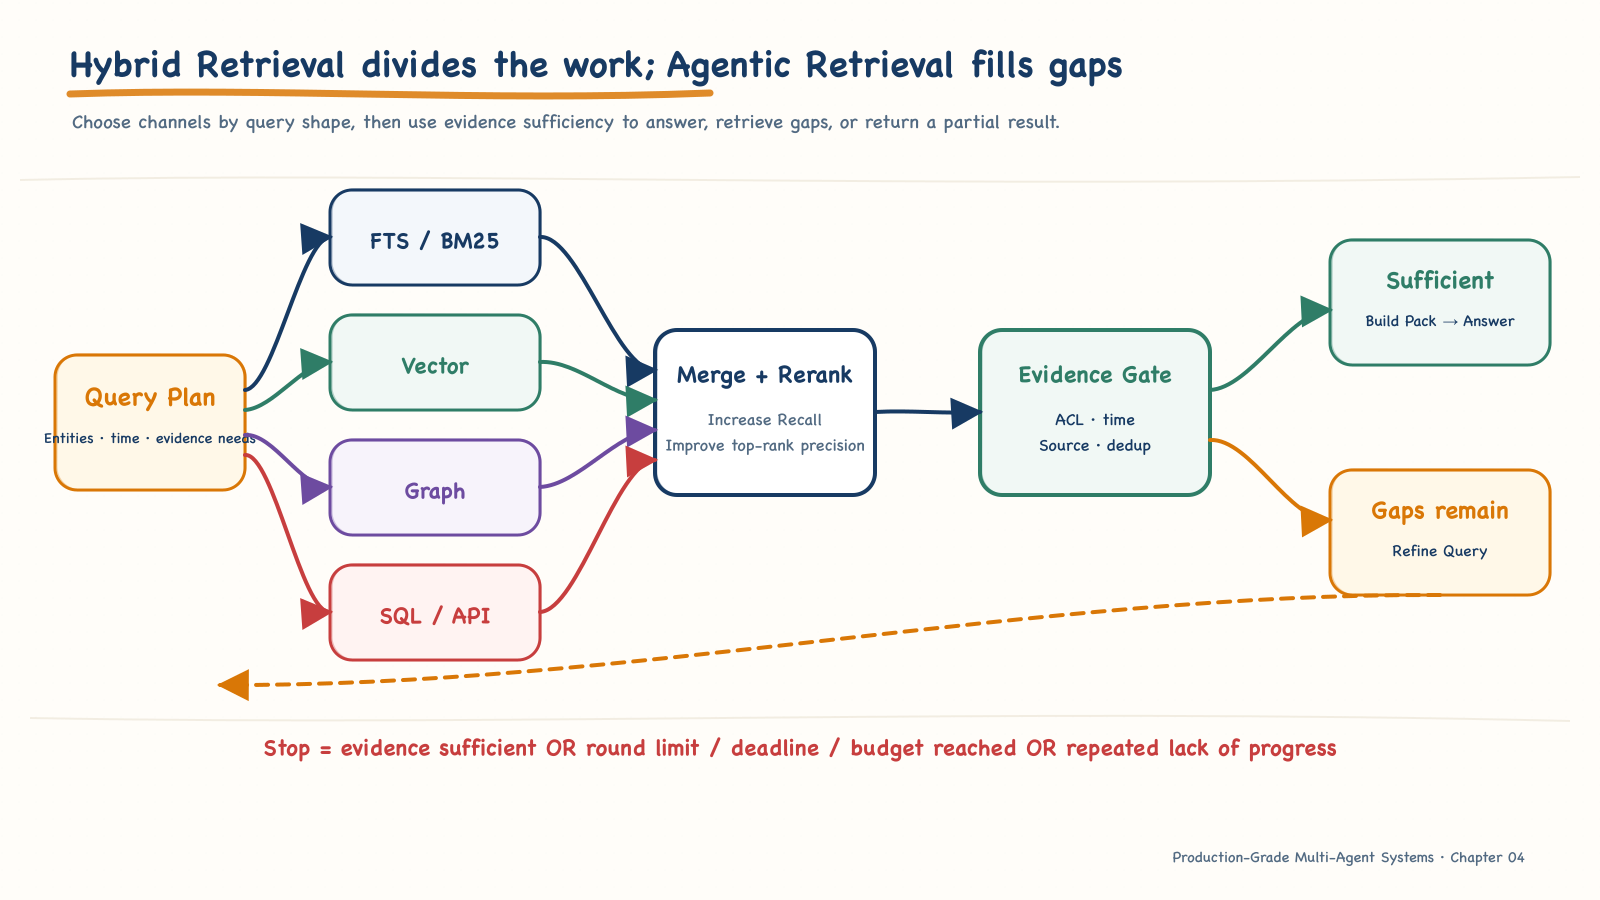 Hybrid Retrieval divides the work; Agentic Retrieval fills gaps
Choose channels by query shape, then use evidence sufficiency to answer, retrieve gaps, or return a partial result.
Query Plan
Entities · time · evidence needs
FTS / BM25
Vector
Graph
SQL / API
Merge + Rerank
Increase Recall
Improve top-rank precision
Evidence Gate
ACL · time
Source · dedup
Sufficient
Build Pack → Answer
Gaps remain
Refine Query
Stop = evidence sufficient OR round limit / deadline / budget reached OR repeated lack of progress
Production-Grade Multi-Agent Systems · Chapter 04